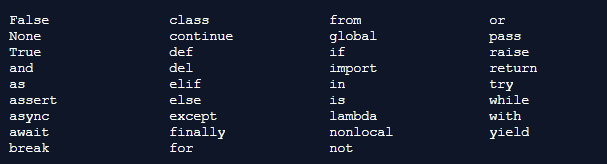 False class from or
None continue global pass
True def if raise
and del import return
as elif in try
assert else is while
async except lambda with
await finally nonlocal yield
break for not